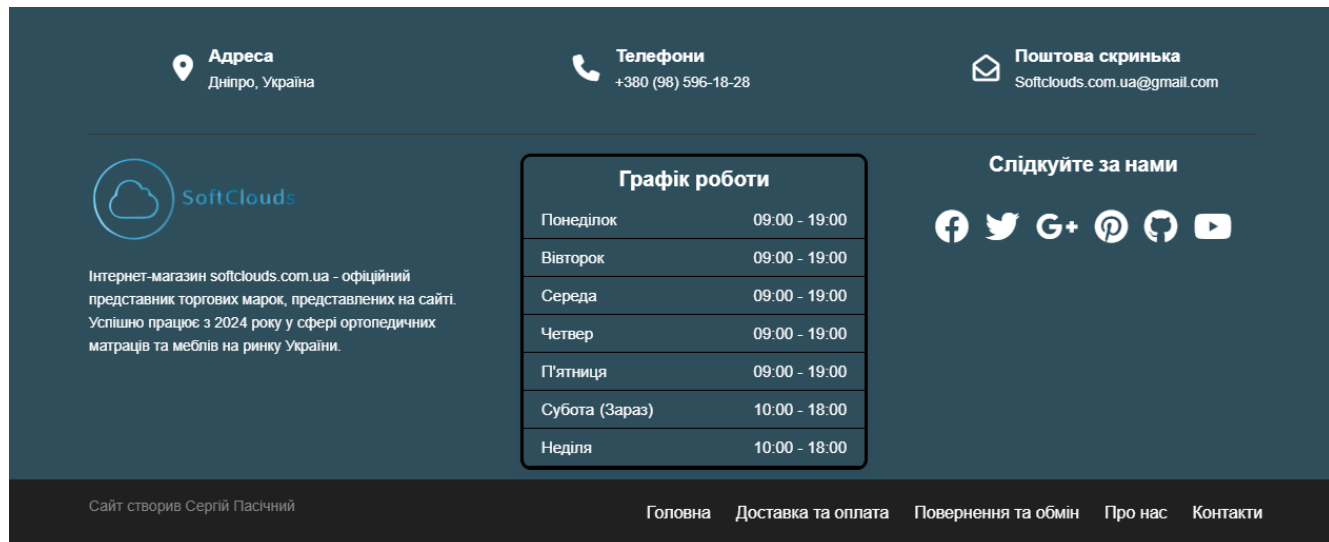 Адреса
Дніпро, Україна
Телефони
+380 (98) 596-18-28
Поштова скринька
Softclouds.com.ua@gmail.com
SoftClouds
Інтернет-магазин softclouds.com.ua - офіційний
представник торгових марок, представлених на сайті.
Успішно працює з 2024 року у сфері ортопедичних
матраців та меблів на ринку України.
Графік роботи
Понеділок 09:00 - 19:00
Вівторок 09:00 - 19:00
Середа 09:00 - 19:00
Четвер 09:00 - 19:00
П'ятниця 09:00 - 19:00
Субота (Зараз) 10:00 - 18:00
Неділя 10:00 - 18:00
Слідкуйте за нами
G+
Сайт створив Сергій Пасічний
Головна Доставка та оплата Повернення та обмін Про нас Контакти